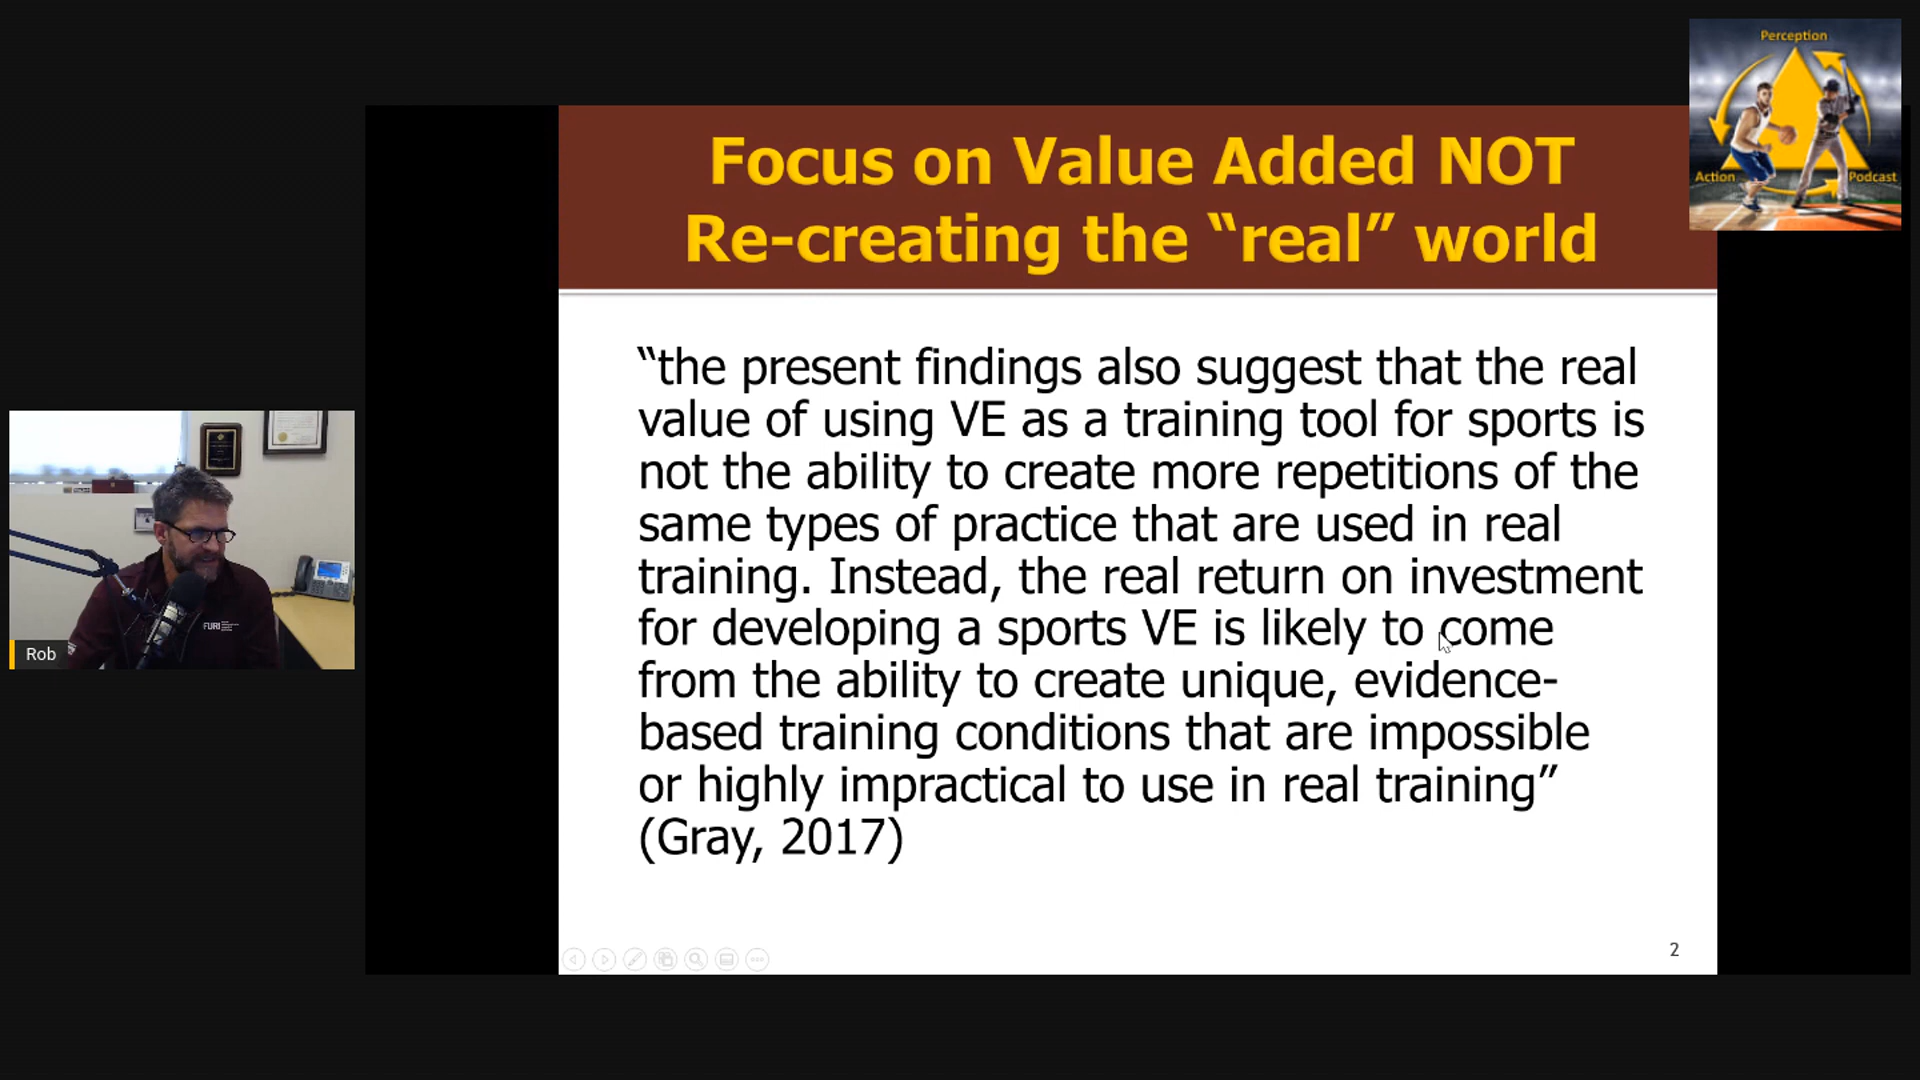 Perception
Action
Podcast
Focus on Value Added NOT
Re-creating the “real” world
“the present findings also suggest that the real
value of using VE as a training tool for sports is
not the ability to create more repetitions of the
same types of practice that are used in real
training. Instead, the real return on investment
for developing a sports VE is likely to come
from the ability to create unique, evidence-
based training conditions that are impossible
or highly impractical to use in real training”
(Gray, 2017)
2
FURI
Rob